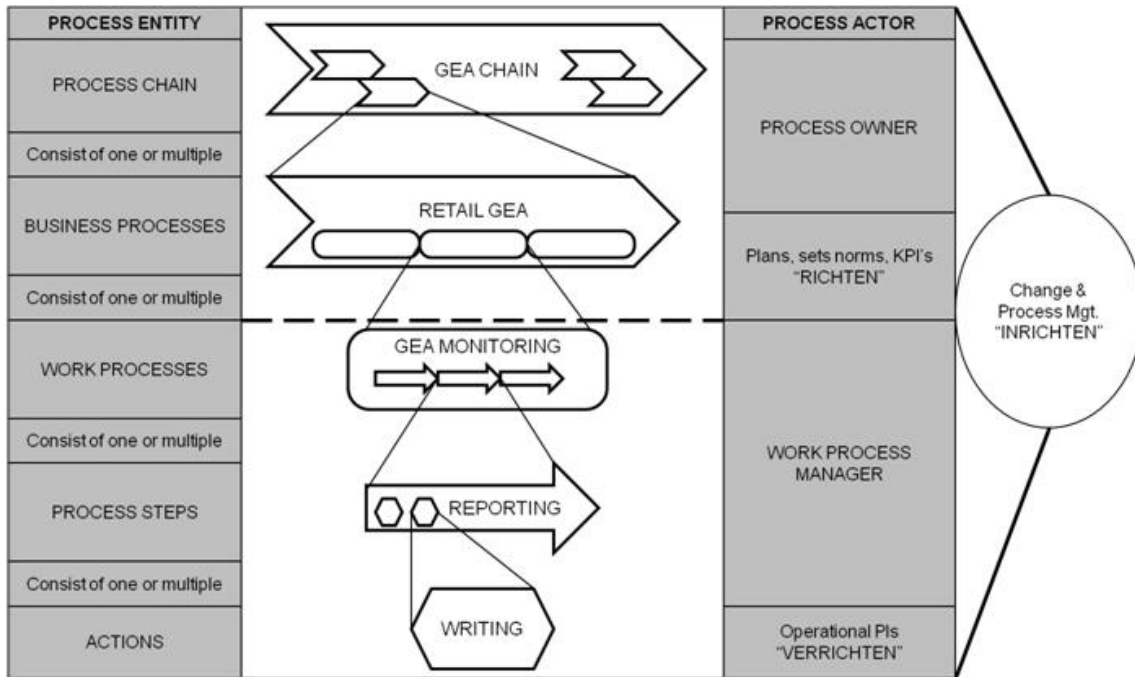 PROCESS ENTITY
PROCESS CHAIN
Consist of one or multiple
BUSINESS PROCESSES
Consist of one or multiple
WORK PROCESSES
Consist of one or multiple
PROCESS STEPS
Consist of one or multiple
ACTIONS
GEA CHAIN
RETAIL GEA
GEA MONITORING
REPORTING
WRITING
PROCESS ACTOR
PROCESS OWNER
Plans, sets norms, KPI's
“RICHTEN”
WORK PROCESS
MANAGER
Operational PIs
“VERRICHTEN”
Change &
Process Mgt.
“INRICHTEN”